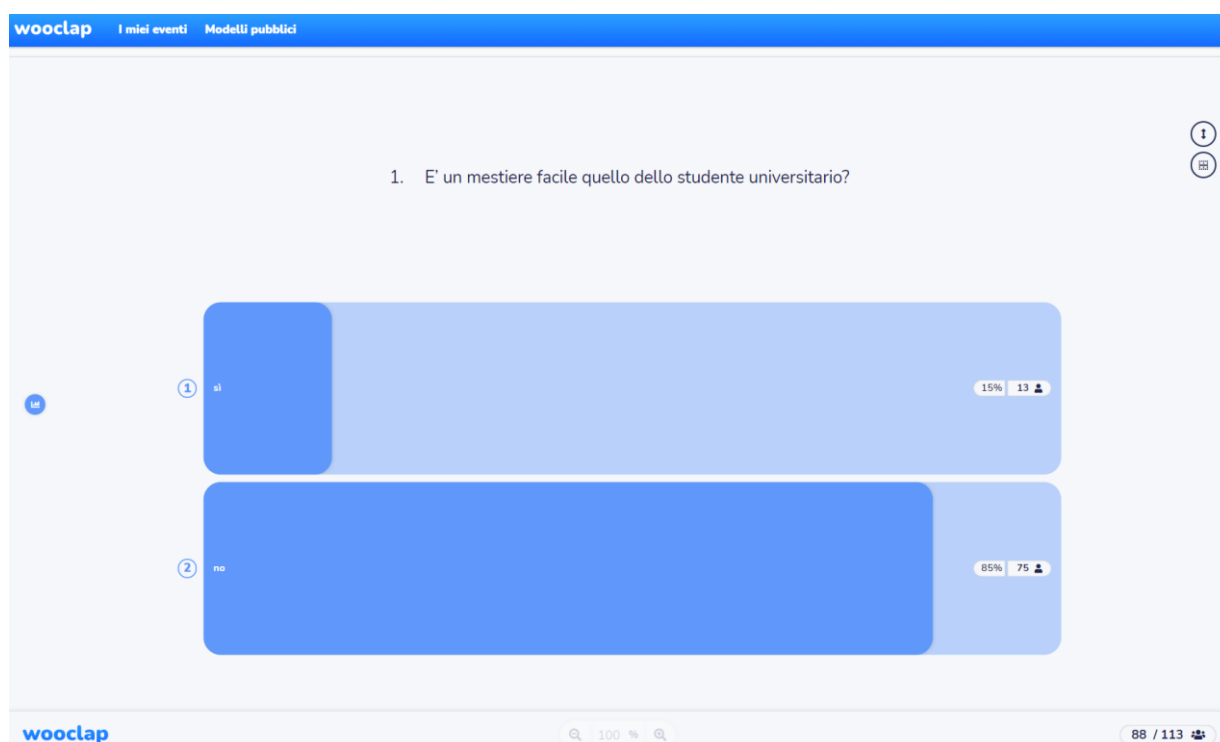 wooclap I miei eventi Modelli pubblici
1. E' un mestiere facile quello dello studente universitario?
1 sì 15% 13
2 no 85% 75
wooclap 100 % 88 / 113